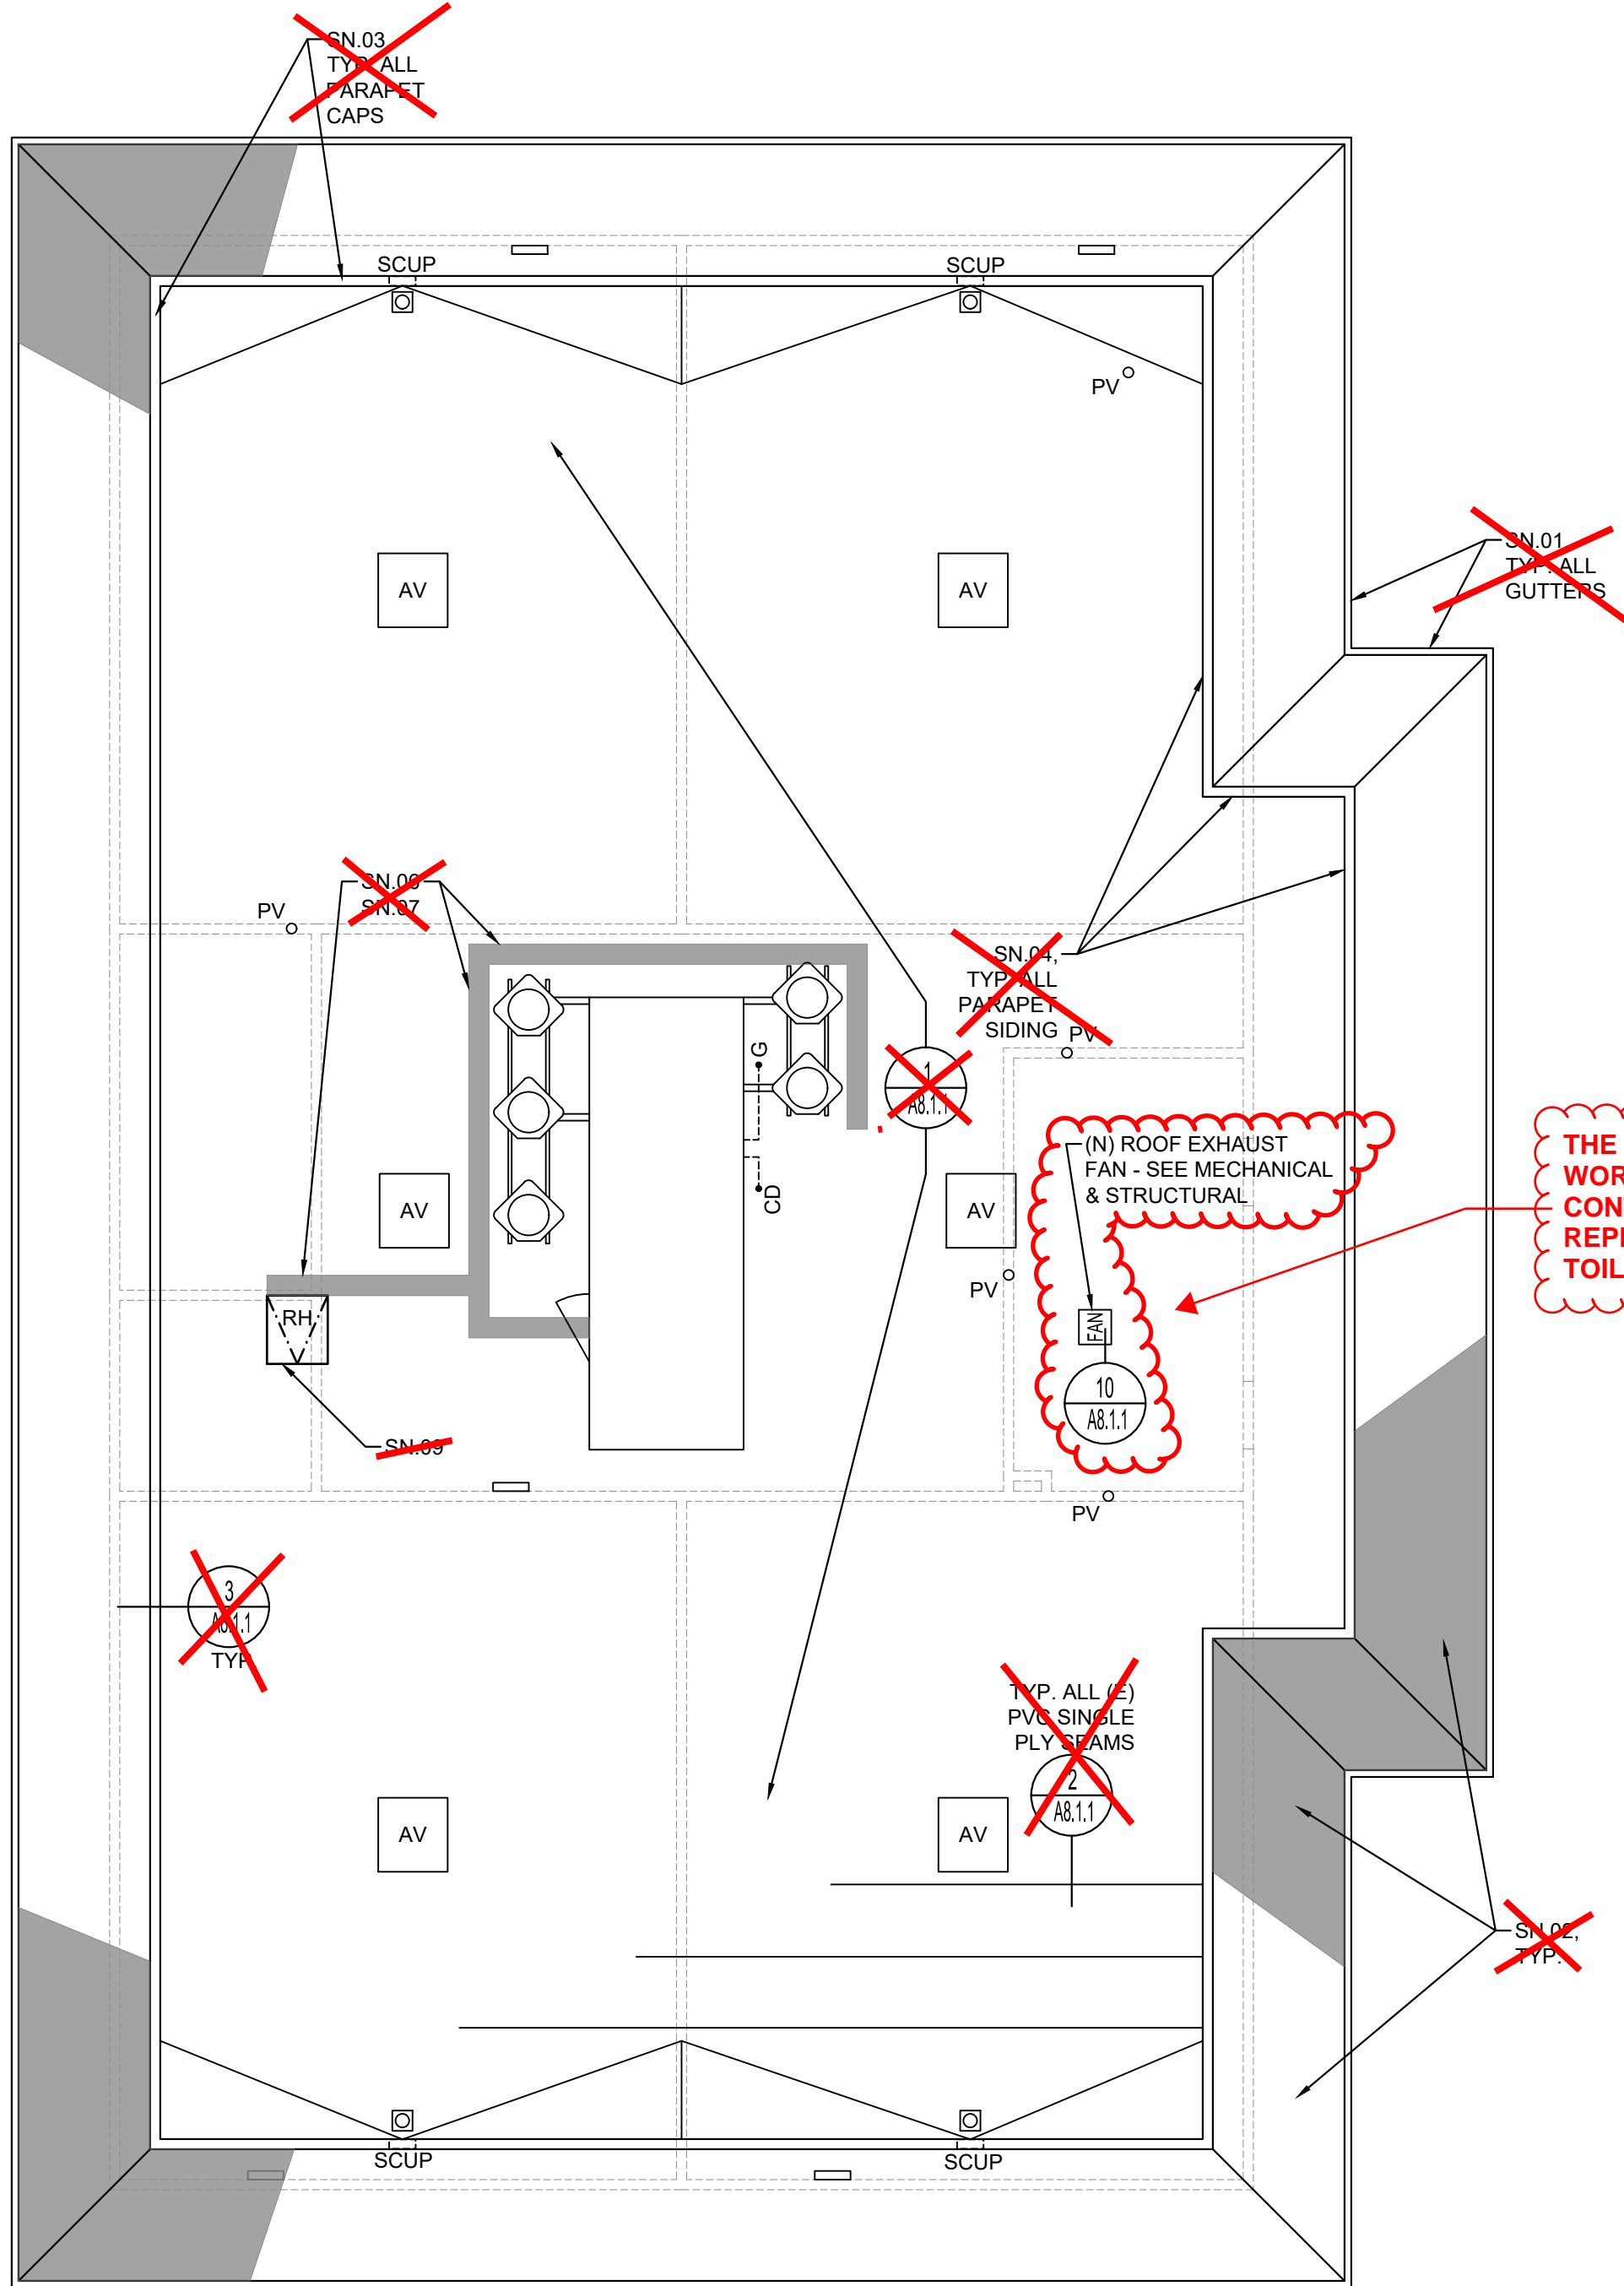 SN.03
TYP. ALL
PARAPET
CAPS
SCUP
SCUP
PV
SN.01
TYP. ALL
GUTTERS
AV
AV
SN.06
SN.07
PV
SN.04,
TYP. ALL
PARAPET
SIDING
PV
G
CD
1
A8.1.1
(N) ROOF EXHAUST
FAN - SEE MECHANICAL
& STRUCTURAL
THE
WOR
CON
REPI
TOIL
AV
AV
PV
RH
FAN
10
A8.1.1
SN.09
PV
3
A8.1.1
TYP.
TYP. ALL (E)
PVC SINGLE
PLY SEAMS
2
A8.1.1
AV
AV
SN.02,
TYP.
SCUP
SCUP